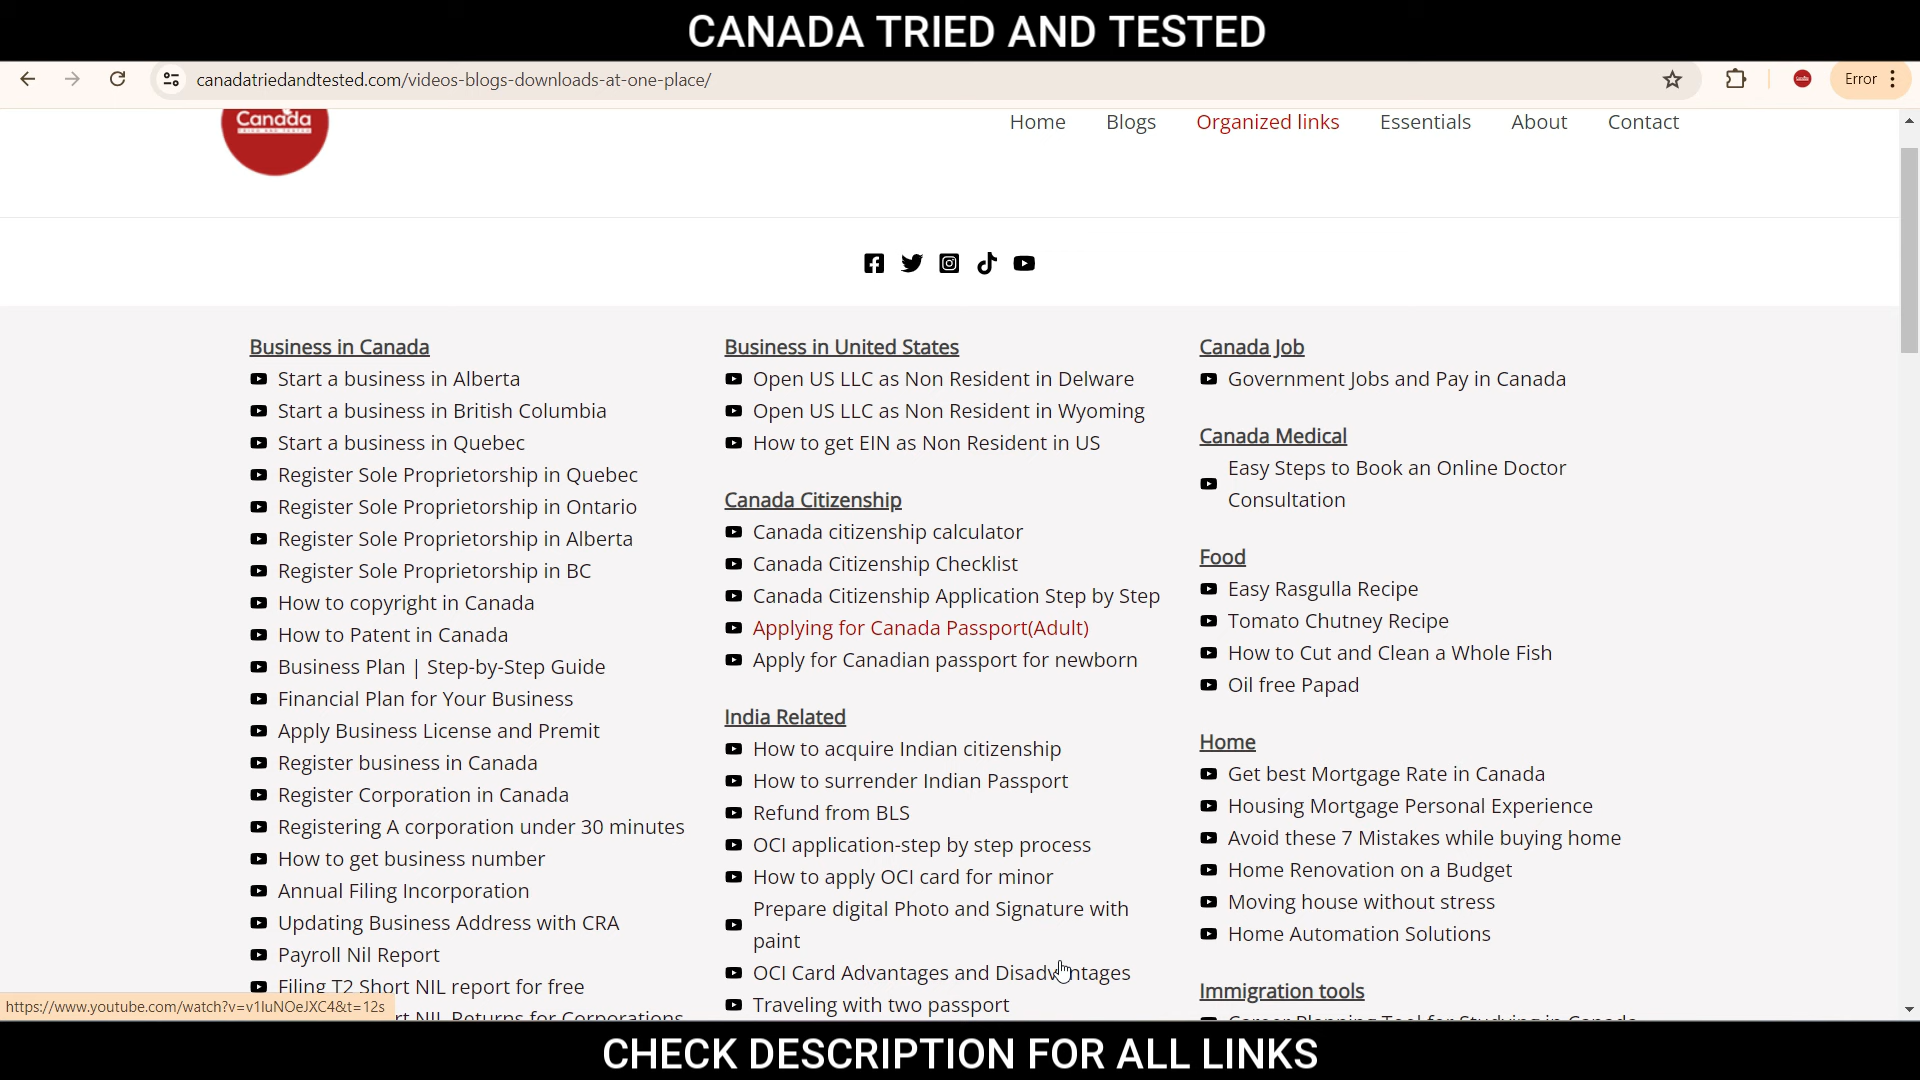 CANADA TRIED AND TESTED
canadatriedandtested.com/videos-blogs-downloads-at-one-place/
Error
Canada
Home
Blogs
Organized links
Essentials
About
Contact
Business in Canada
Start a business in Alberta
Start a business in British Columbia
Start a business in Quebec
Register Sole Proprietorship in Quebec
Register Sole Proprietorship in Ontario
Register Sole Proprietorship in Alberta
Register Sole Proprietorship in BC
How to copyright in Canada
How to Patent in Canada
Business Plan | Step-by-Step Guide
Financial Plan for Your Business
Apply Business License and Premit
Register business in Canada
Register Corporation in Canada
Registering A corporation under 30 minutes
How to get business number
Annual Filing Incorporation
Updating Business Address with CRA
Payroll Nil Report
Filing T2 Short NIL report for free
rt NIL Returns for Corporations
Business in United States
Open US LLC as Non Resident in Delware
Open US LLC as Non Resident in Wyoming
How to get EIN as Non Resident in US
Canada Citizenship
Canada citizenship calculator
Canada Citizenship Checklist
Canada Citizenship Application Step by Step
Applying for Canada Passport(Adult)
Apply for Canadian passport for newborn
India Related
How to acquire Indian citizenship
How to surrender Indian Passport
Refund from BLS
OCI application-step by step process
How to apply OCI card for minor
Prepare digital Photo and Signature with
paint
OCI Card Advantages and Disadvantages
Traveling with two passport
Canada Job
Government Jobs and Pay in Canada
Canada Medical
Easy Steps to Book an Online Doctor
Consultation
Food
Easy Rasgulla Recipe
Tomato Chutney Recipe
How to Cut and Clean a Whole Fish
Oil free Papad
Home
Get best Mortgage Rate in Canada
Housing Mortgage Personal Experience
Avoid these 7 Mistakes while buying home
Home Renovation on a Budget
Moving house without stress
Home Automation Solutions
Immigration tools
Career Planning Tool for Studying in Canada
https://www.youtube.com/watch?v=v1IuNOeJXC4&t=12s
CHECK DESCRIPTION FOR ALL LINKS